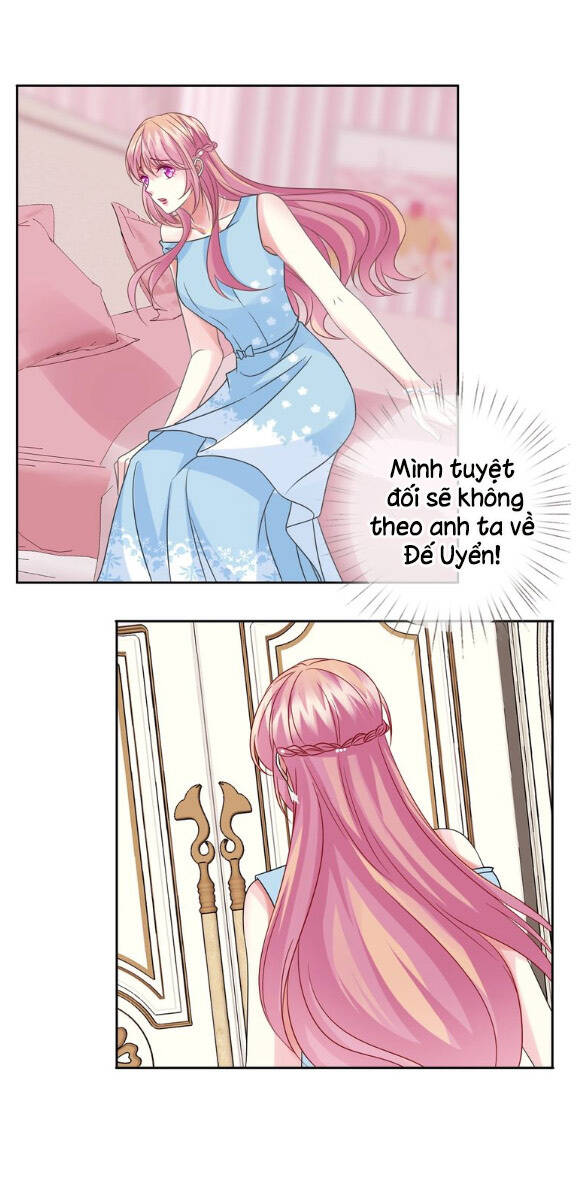 Mình tuyệt
đối sẽ không
theo anh ta về
Đế Uyển!